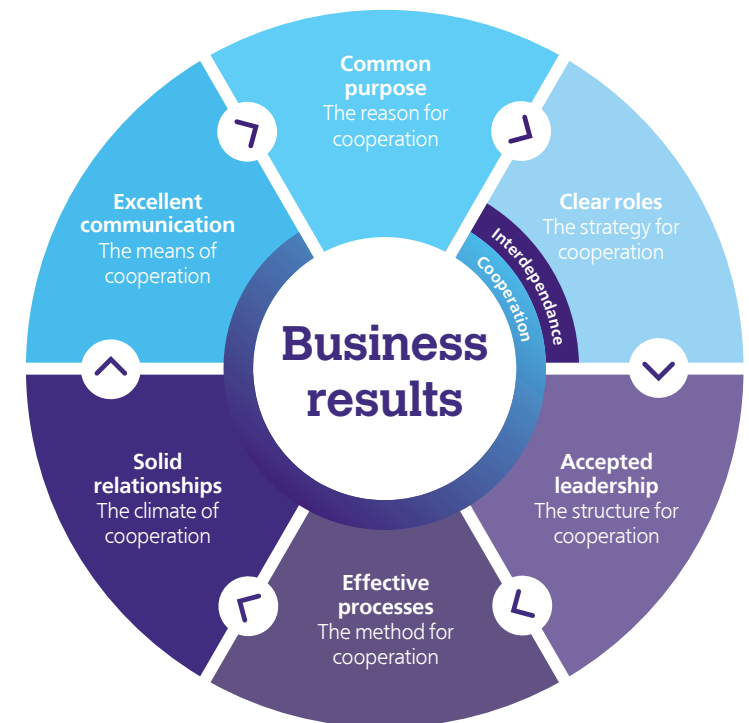 Common
purpose
The reason for
cooperation
Clear roles
The strategy for
cooperation
Accepted
leadership
The structure for
cooperation
Effective
processes
The method for
cooperation
Solid
relationships
The climate of
cooperation
Excellent
communication
The means of
cooperation
Interdependance
Cooperation
Business
results